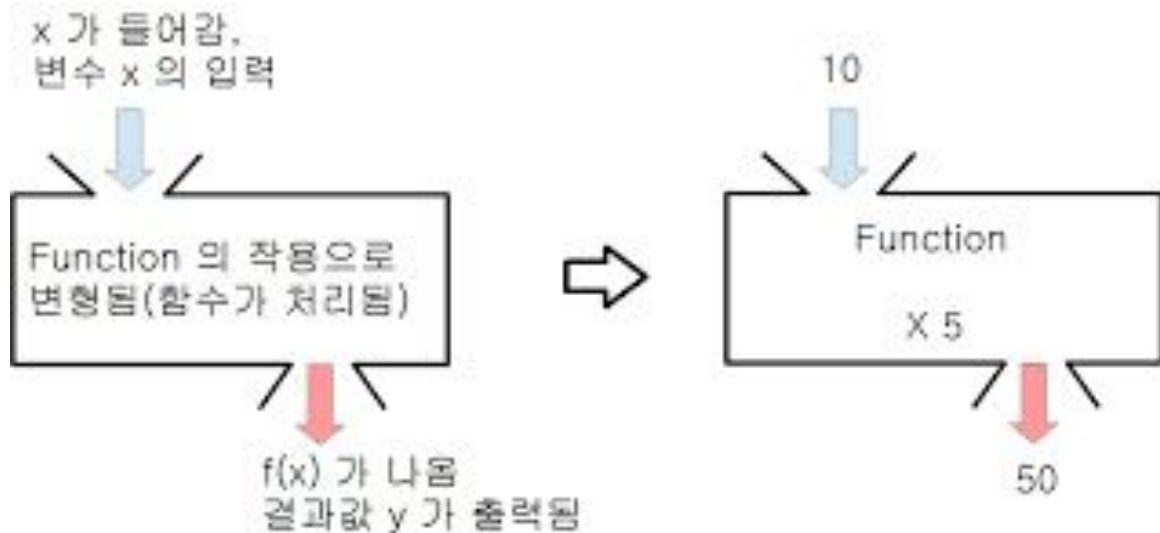 x 가 들어감,
변수 x 의 입력
Function 의 작용으로
변형됨(함수가 처리됨)
f(x) 가 나옴
결과값 y 가 출력됨
10
Function
X 5
50